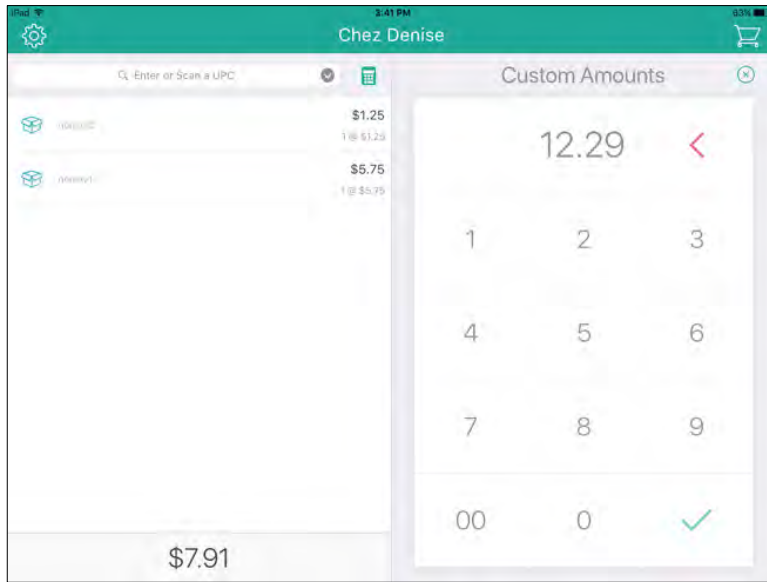 iPad
3:41 PM
93%
Chez Denise
Enter or Scan a UPC
$1.25
1 @ $1.25
$5.75
1 @ $5.75
$7.91
Custom Amounts
12.29
1 2 3
4 5 6
7 8 9
00 0